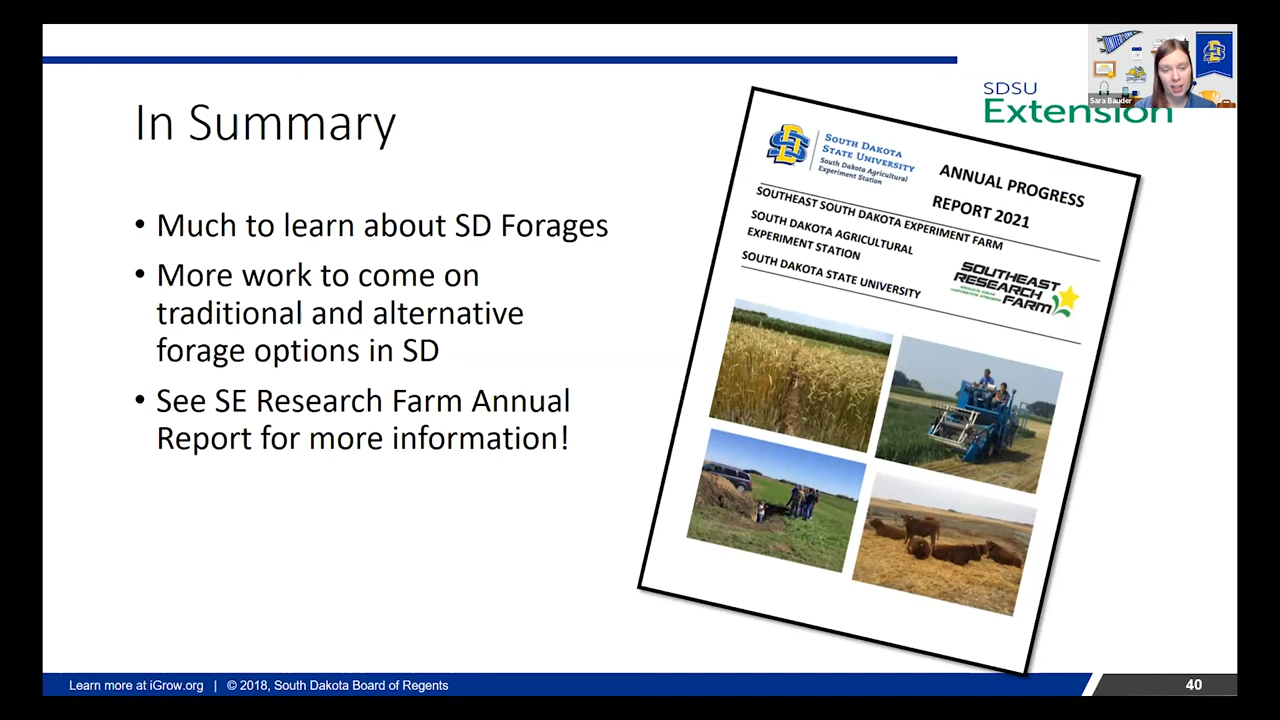 In Summary
• Much to learn about SD Forages
• More work to come on
traditional and alternative
forage options in SD
• See SE Research Farm Annual
Report for more information!
SDSU
Extension
Sara Bauder
UNITED
SOUTH DAKOTA
STATE UNIVERSITY
South Dakota Agricultural
Experiment Station
ANNUAL PROGRESS
REPORT 2021
SOUTHEAST SOUTH DAKOTA EXPERIMENT FARM
SOUTH DAKOTA AGRICULTURAL
EXPERIMENT STATION
SOUTH DAKOTA STATE UNIVERSITY
SOUTHEAST
RESEARCH
FARM
Learn more at iGrow.org | © 2018, South Dakota Board of Regents
40